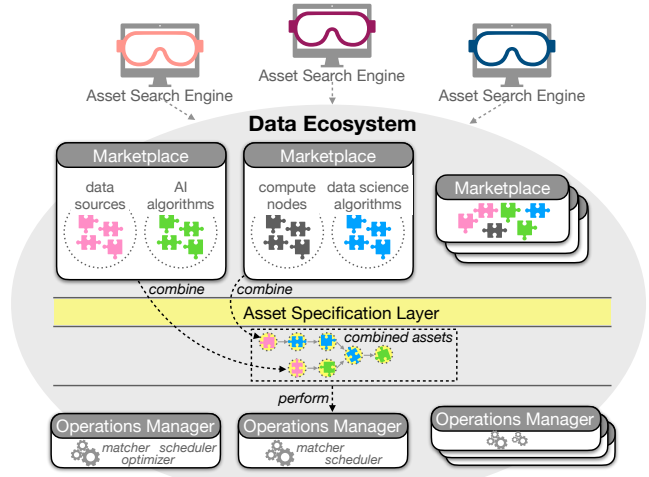 Asset Search Engine
Asset Search Engine
Asset Search Engine
Data Ecosystem
Marketplace
data
sources
AI
algorithms
Marketplace
compute
nodes
data science
algorithms
Marketplace
combine
combine
Asset Specification Layer
combined assets
perform
Operations Manager
matcher scheduler
optimizer
Operations Manager
matcher
scheduler
Operations Manager